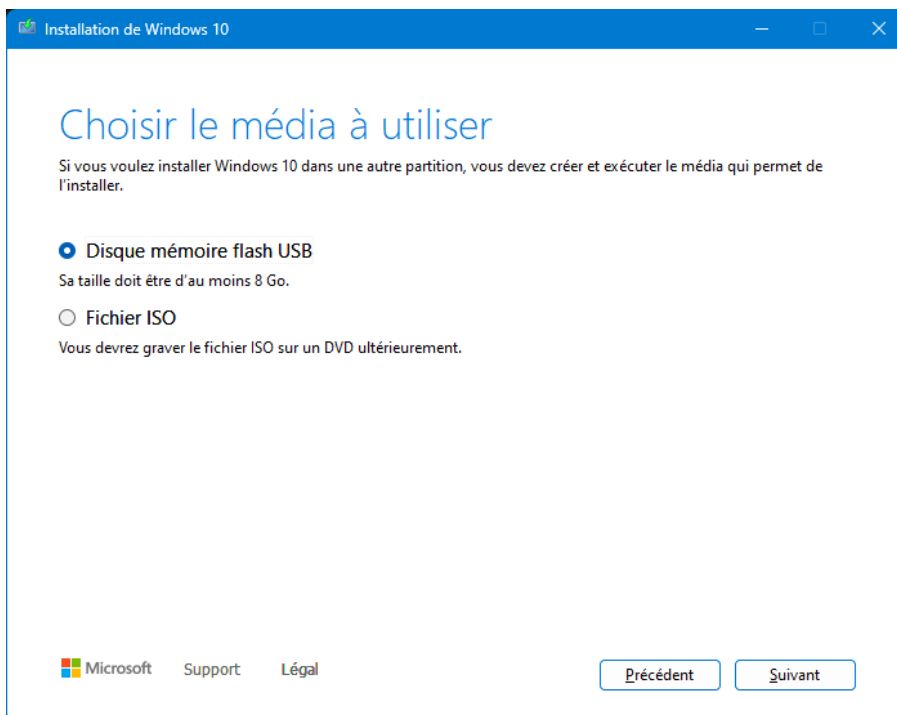 Installation de Windows 10
Choisir le média à utiliser
Si vous voulez installer Windows 10 dans une autre partition, vous devez créer et exécuter le média qui permet de
l'installer.
Disque mémoire flash USB
Sa taille doit être d'au moins 8 Go.
Fichier ISO
Vous devrez graver le fichier ISO sur un DVD ultérieurement.
Microsoft Support Légal Précédent Suivant